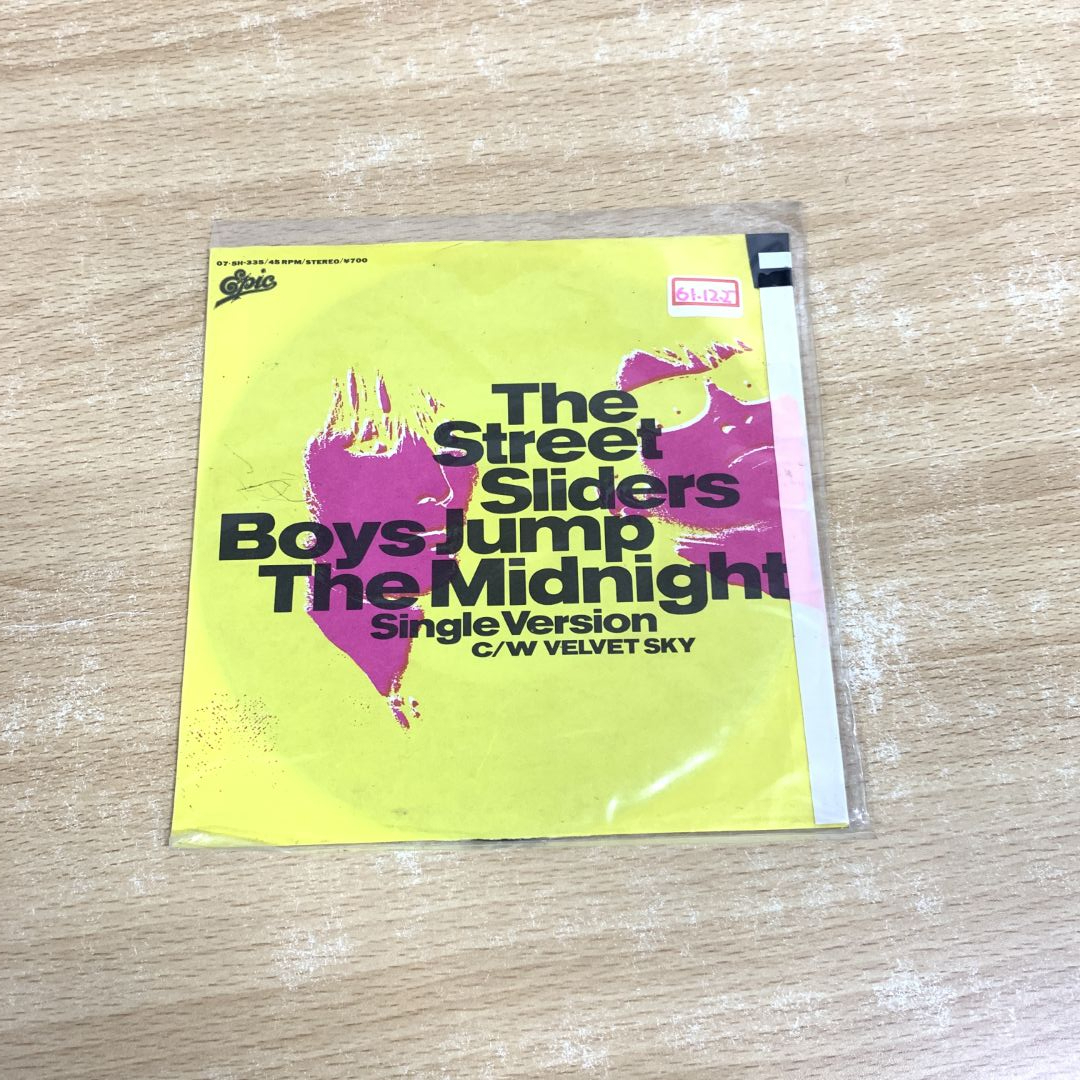 07・5H-335/45 RPM/STEREO/¥700
Epic
61.12.2
The
Street
Sliders
Boys Jump
The Midnight
Single Version
C/W VELVET SKY